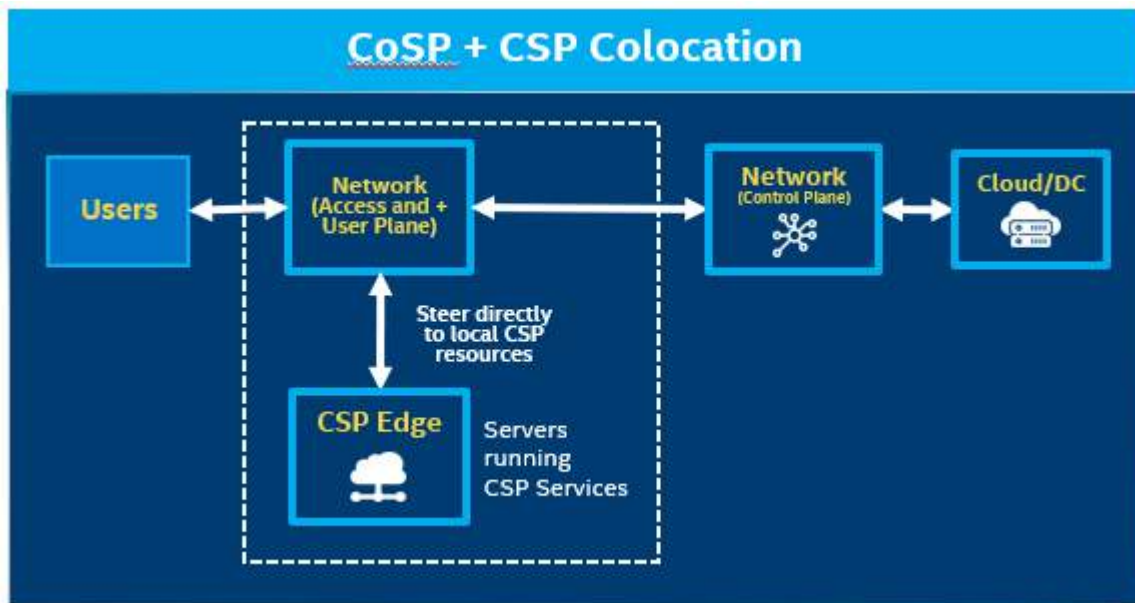 CoSP + CSP Colocation
Users
Network
(Access and +
User Plane)
Network
(Control Plane)
Cloud/DC
Steer directly
to local CSP
resources
CSP Edge
Servers
running
CSP Services